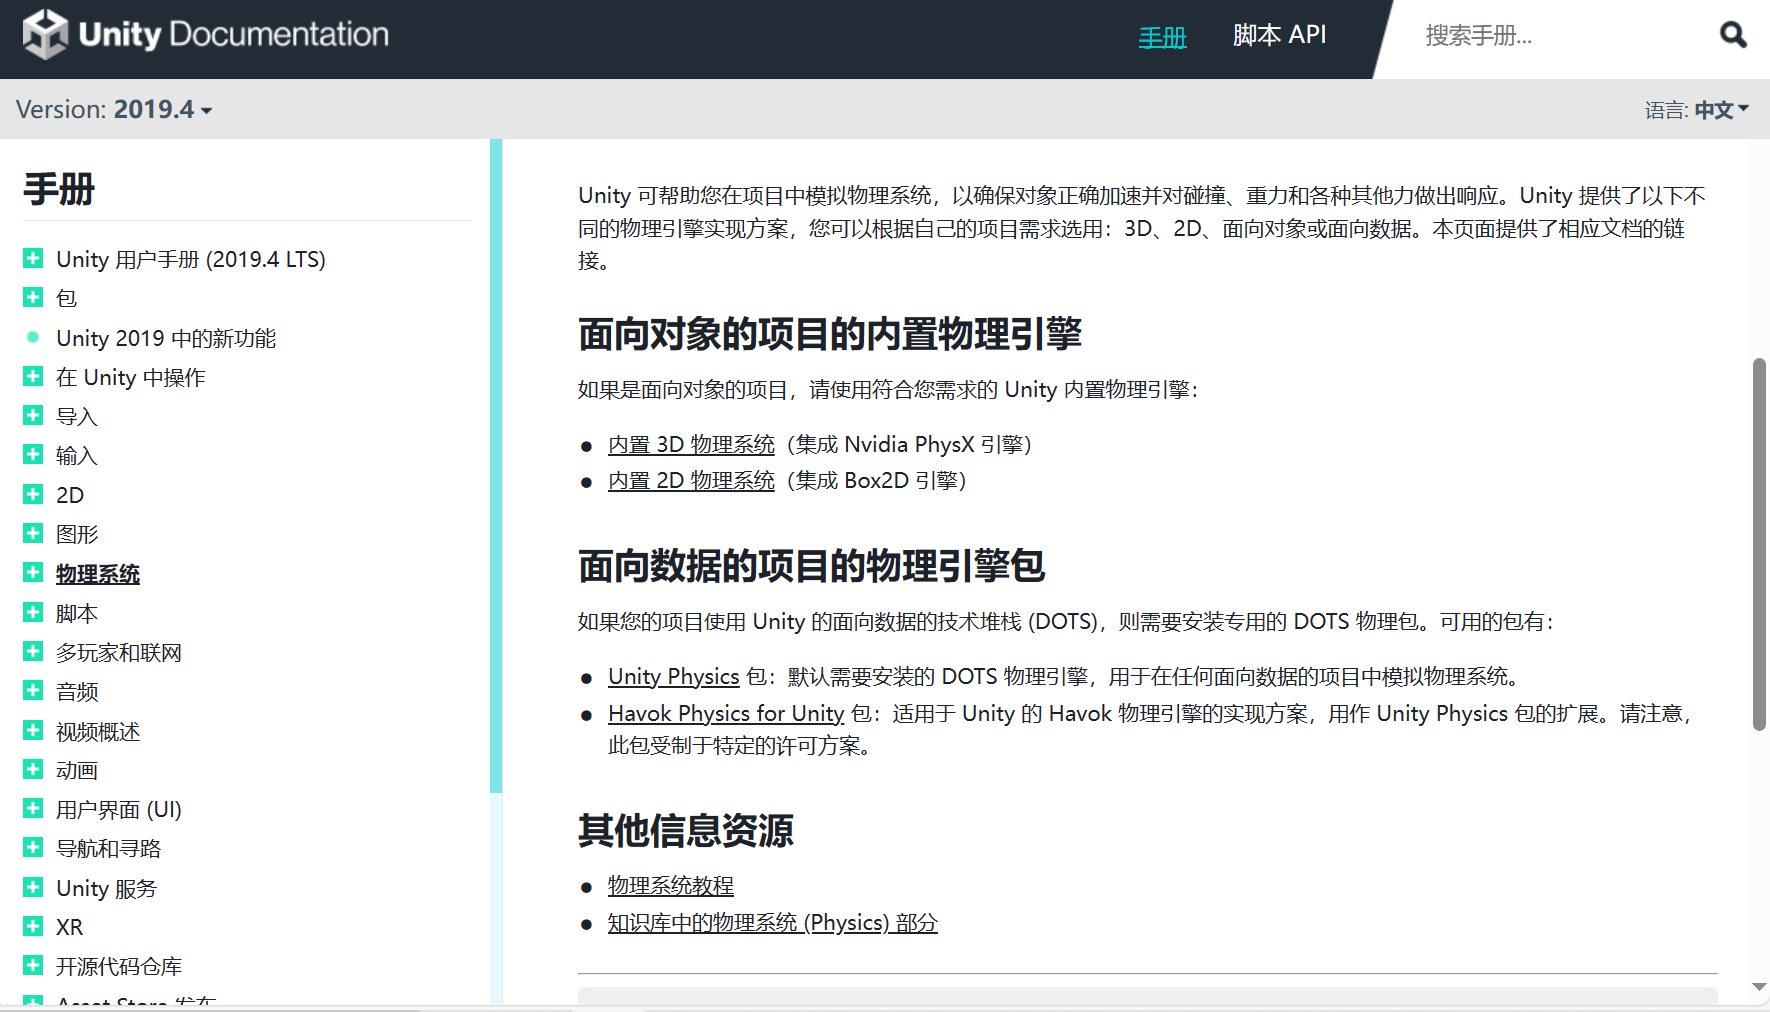 Unity Documentation
手册
脚本 API
搜索手册...
Version: 2019.4
语言: 中文
手册
Unity 用户手册 (2019.4 LTS)
包
Unity 2019 中的新功能
在 Unity 中操作
导入
输入
2D
图形
物理系统
脚本
多玩家和联网
音频
视频概述
动画
用户界面 (UI)
导航和寻路
Unity 服务
XR
开源代码仓库
Asset Store 发布
Unity 可帮助您在项目中模拟物理系统，以确保对象正确加速并对碰撞、重力和各种其他力做出响应。Unity 提供了以下不
同的物理引擎实现方案，您可以根据自己的项目需求选用：3D、2D、面向对象或面向数据。本页面提供了相应文档的链
接。
面向对象的项目的内置物理引擎
如果是面向对象的项目，请使用符合您需求的 Unity 内置物理引擎：
内置 3D 物理系统（集成 Nvidia PhysX 引擎）
内置 2D 物理系统（集成 Box2D 引擎）
面向数据的项目的物理引擎包
如果您的项目使用 Unity 的面向数据的技术堆栈 (DOTS)，则需要安装专用的 DOTS 物理包。可用的包有：
Unity Physics 包：默认需要安装的 DOTS 物理引擎，用于在任何面向数据的项目中模拟物理系统。
Havok Physics for Unity 包：适用于 Unity 的 Havok 物理引擎的实现方案，用作 Unity Physics 包的扩展。请注意，
此包受制于特定的许可方案。
其他信息资源
物理系统教程
知识库中的物理系统 (Physics) 部分